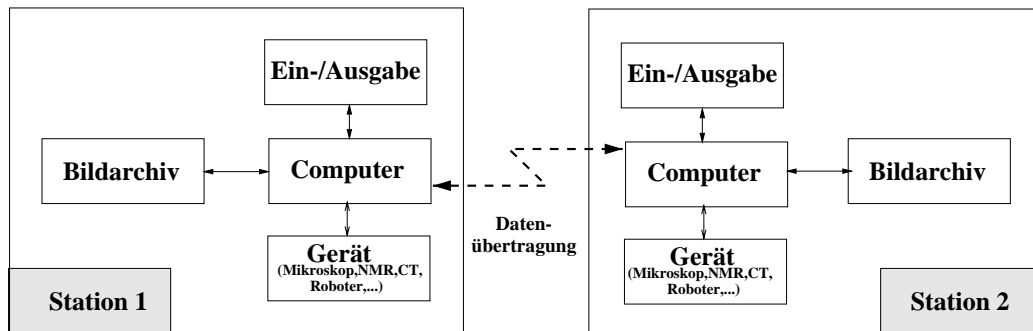 Ein-/Ausgabe
Bildarchiv
Computer
Gerät
(Mikroskop,NMR,CT,
Roboter,...)
Station 1
Daten-
übertragung
Ein-/Ausgabe
Computer
Bildarchiv
Gerät
(Mikroskop,NMR,CT,
Roboter,...)
Station 2